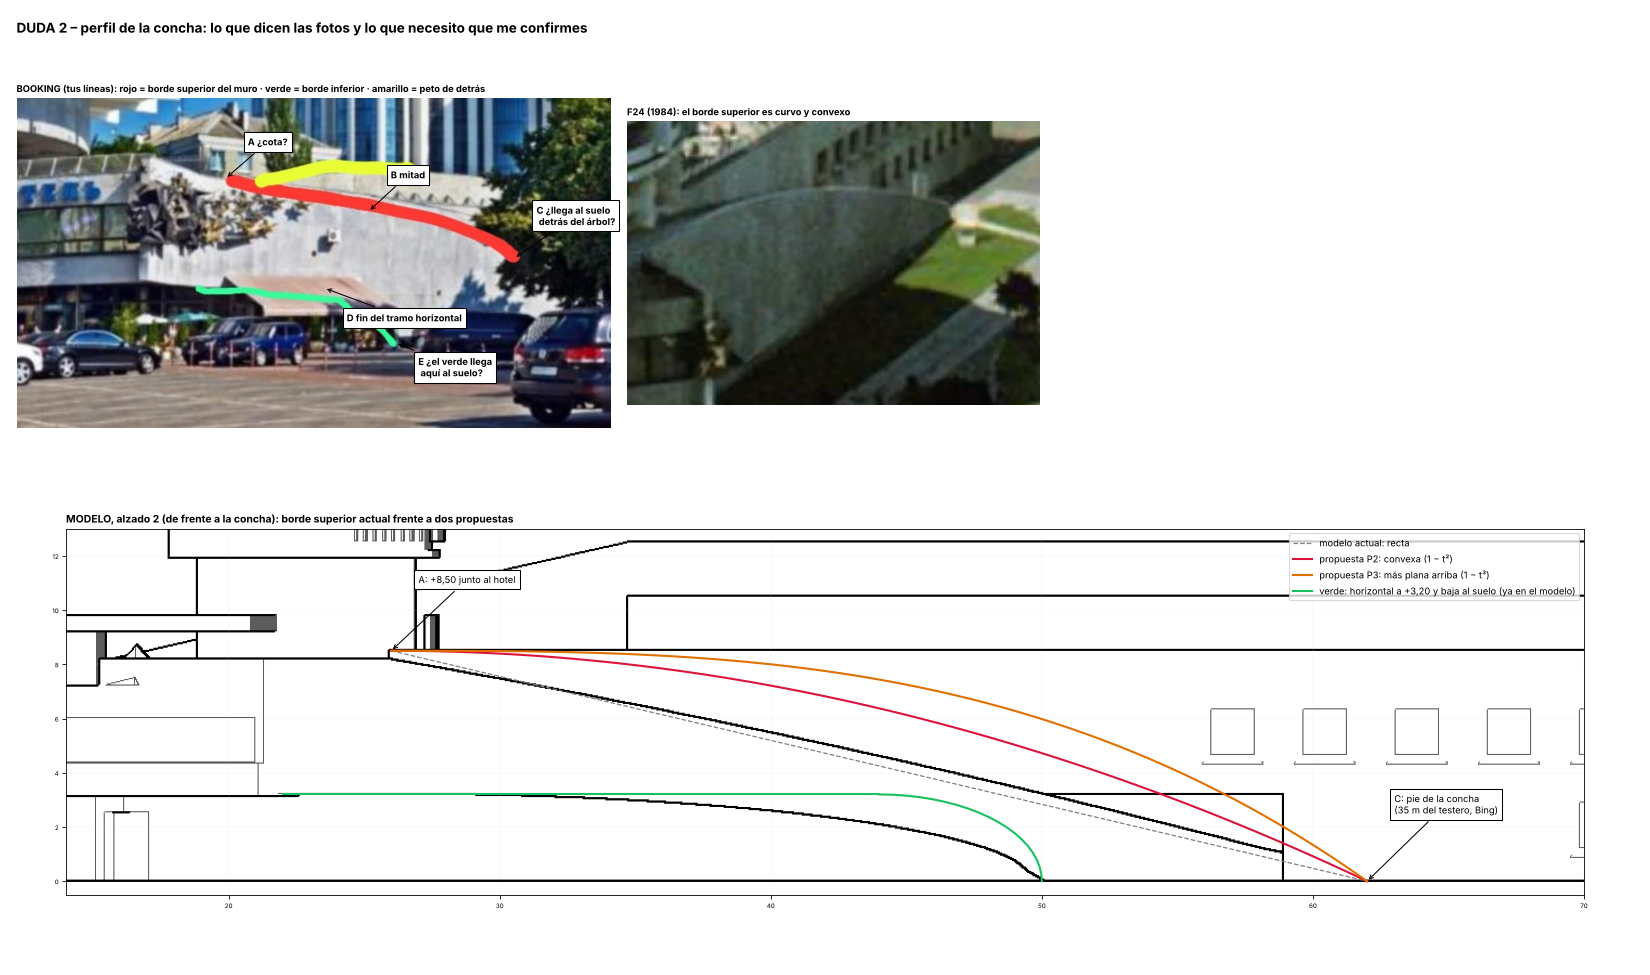 DUDA 2 – perfil de la concha: lo que dicen las fotos y lo que necesito que me confirmes
BOOKING (tus líneas): rojo = borde superior del muro · verde = borde inferior · amarillo = peto de detrás
F24 (1984): el borde superior es curvo y convexo
A ¿cota?
B mitad
C ¿llega al suelo
detrás del árbol?
D fin del tramo horizontal
E ¿el verde llega
aquí al suelo?
ТЕЛЬ
MODELO, alzado 2 (de frente a la concha): borde superior actual frente a dos propuestas
modelo actual: recta
propuesta P2: convexa (1 − t²)
propuesta P3: más plana arriba (1 − t³)
verde: horizontal a +3,20 y baja al suelo (ya en el modelo)
A: +8,50 junto al hotel
C: pie de la concha
(35 m del testero, Bing)
12
10
8
6
4
2
0
20
30
40
50
60
70